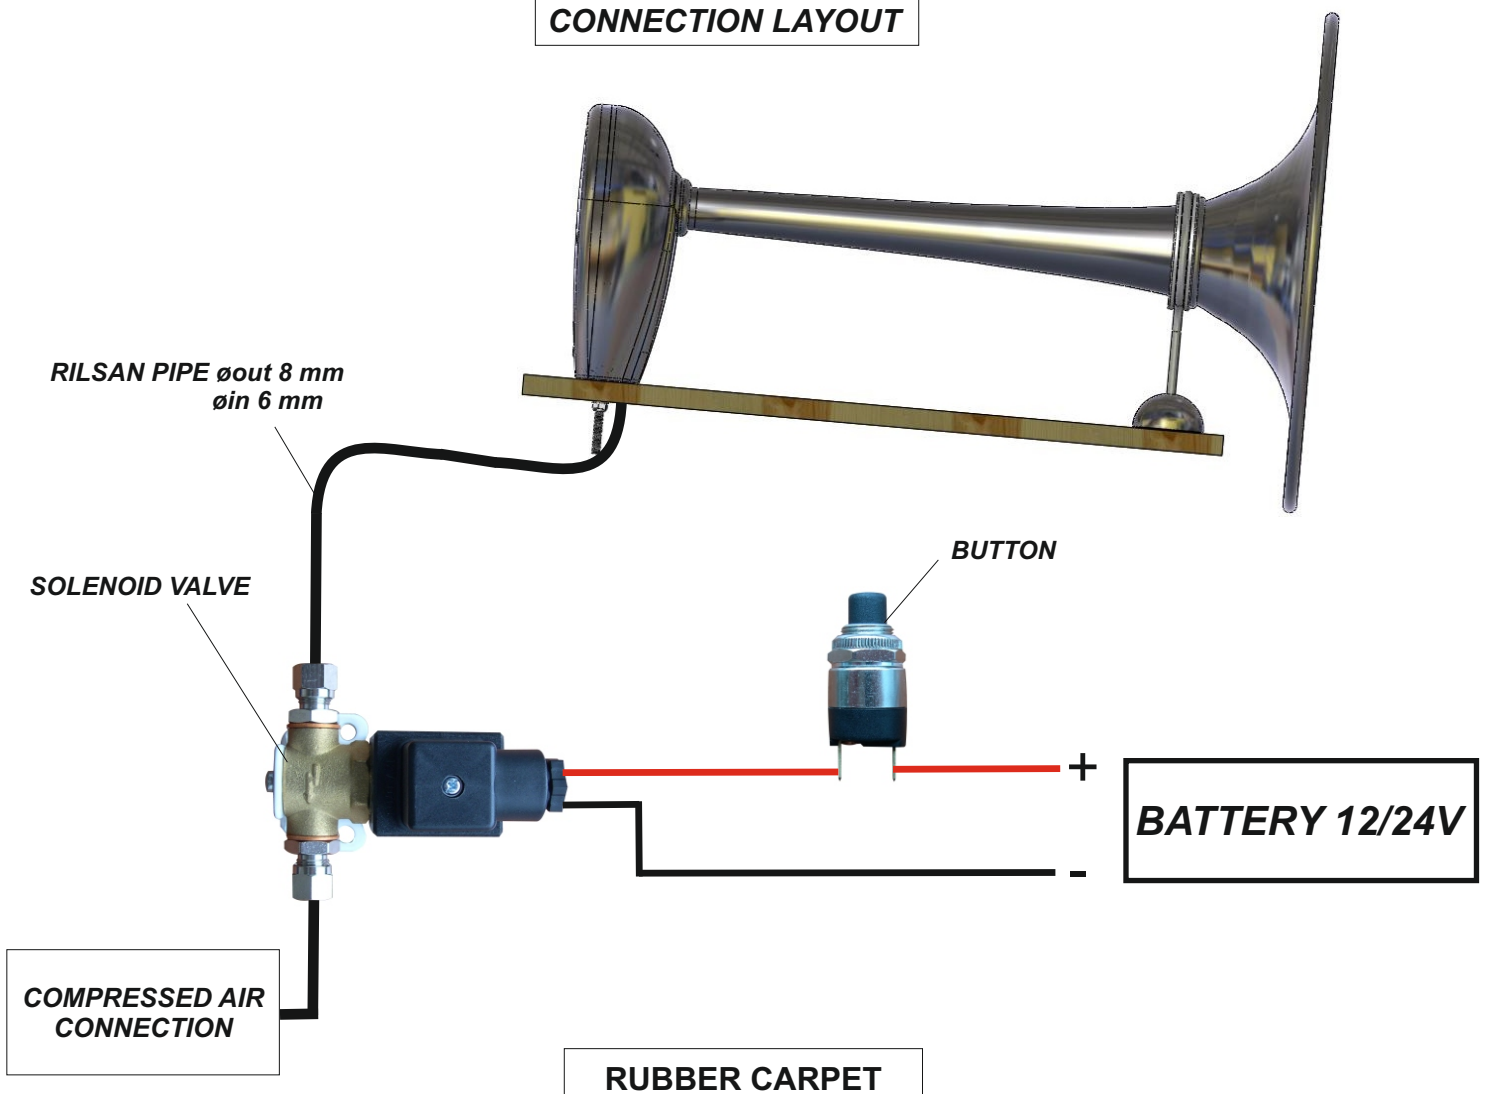 CONNECTION LAYOUT
RILSAN PIPE øout 8 mm
øin 6 mm
SOLENOID VALVE
BUTTON
+
BATTERY 12/24V
-
COMPRESSED AIR
CONNECTION
RUBBER CARPET